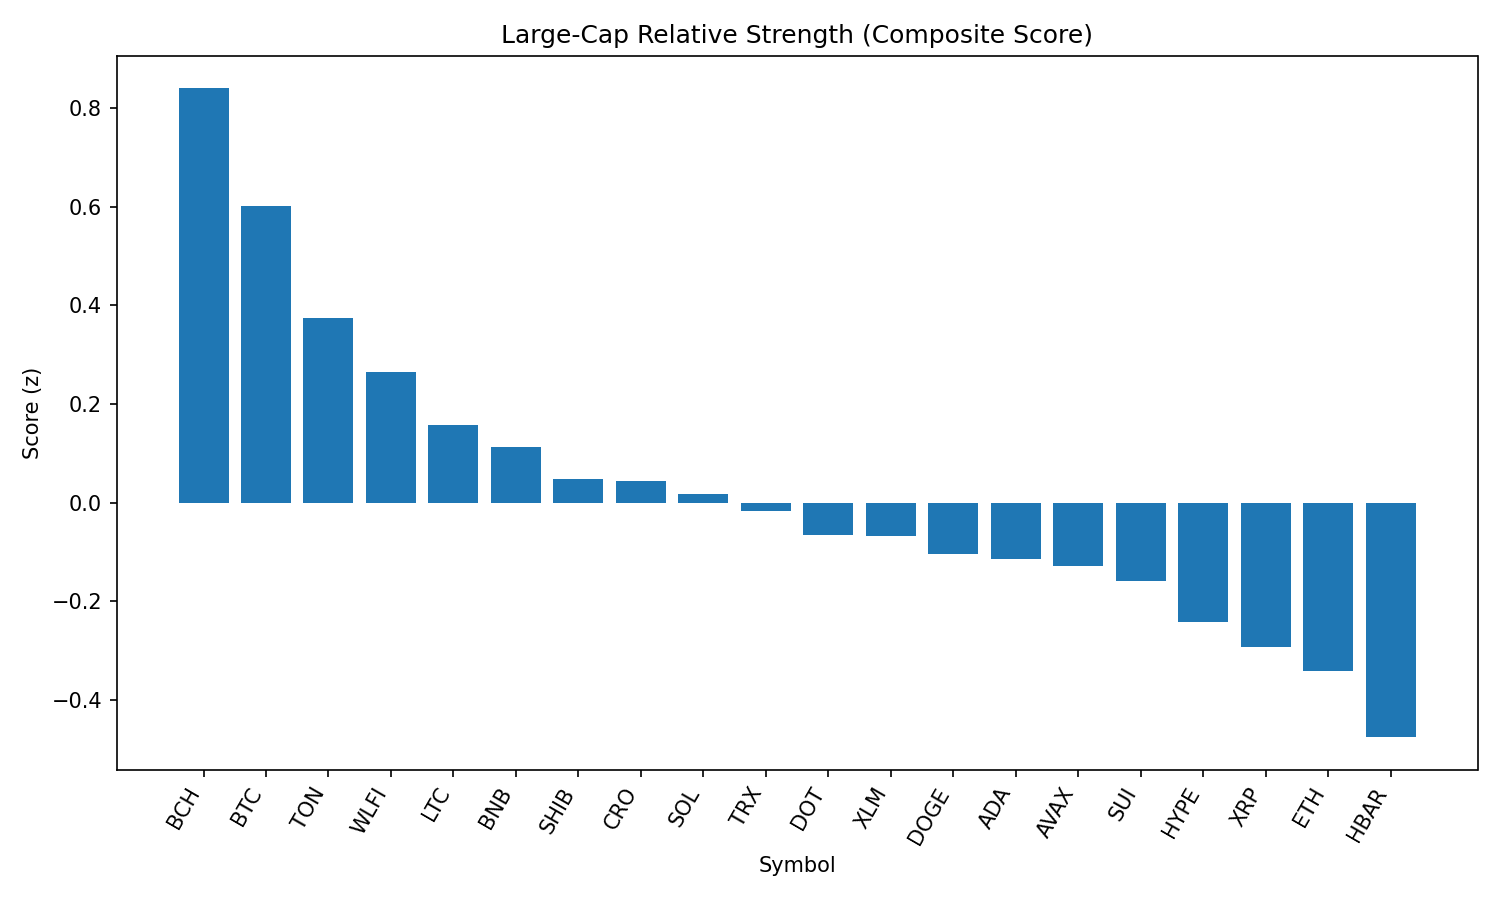 Large-Cap Relative Strength (Composite Score)
Score (z)
0.8
0.6
0.4
0.2
0.0
−0.2
−0.4
BCH
BTC
TON
WLFI
LTC
BNB
SHIB
CRO
SOL
TRX
DOT
XLM
DOGE
ADA
AVAX
SUI
HYPE
XRP
ETH
HBAR
Symbol